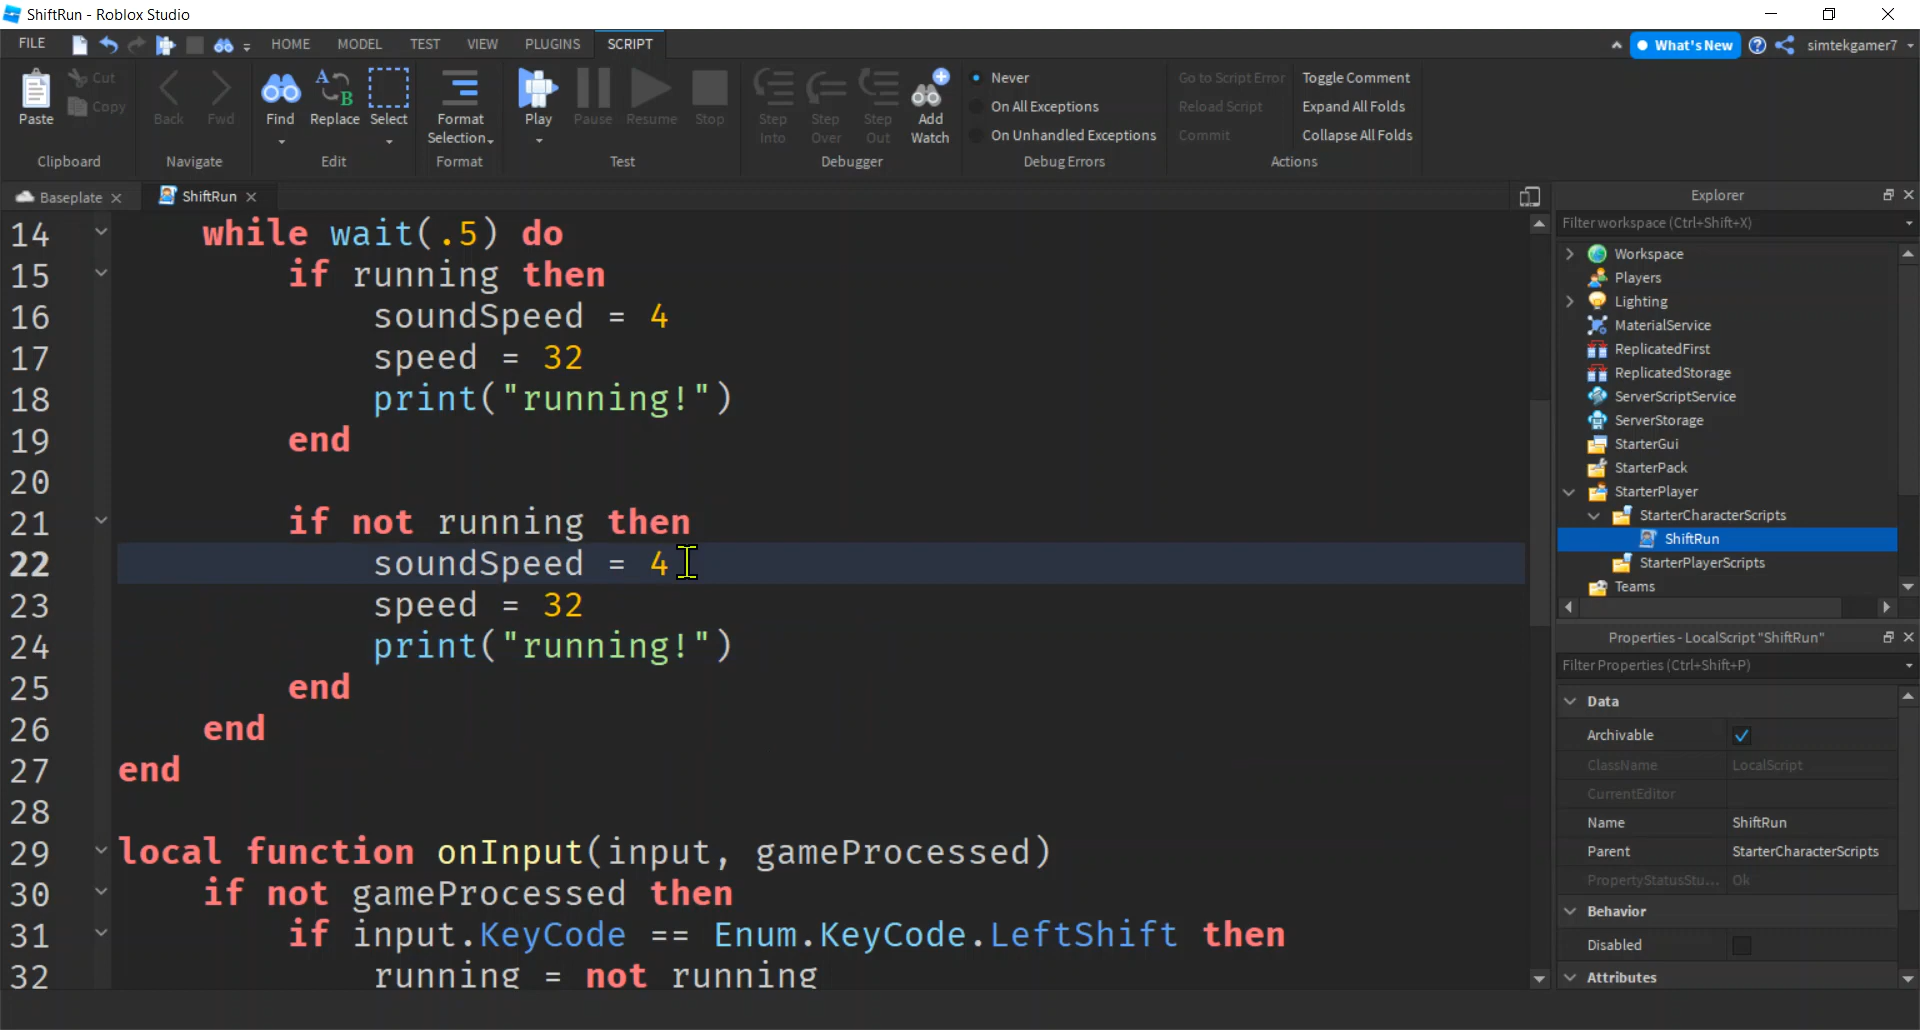 ShiftRun - Roblox Studio
FILE HOME MODEL TEST VIEW PLUGINS SCRIPT What's New simtekgamer7
Paste Cut Copy Back Fwd Find Replace Select Format Selection Play Pause Resume Stop Step Into Step Over Step Out Add Watch
Never Go to Script Error Toggle Comment
On All Exceptions Reload Script Expand All Folds
On Unhandled Exceptions Commit Collapse All Folds
Clipboard Navigate Edit Format Test Debugger Debug Errors Actions
Baseplate ShiftRun
14 while wait(.5) do
15 if running then
16 soundSpeed = 4
17 speed = 32
18 print("running!")
19 end
20
21 if not running then
22 soundSpeed = 4
23 speed = 32
24 print("running!")
25 end
26 end
27 end
28
29 local function onInput(input, gameProcessed)
30 if not gameProcessed then
31 if input.KeyCode == Enum.KeyCode.LeftShift then
32 running = not running
Explorer
Filter workspace (Ctrl+Shift+X)
Workspace
Players
Lighting
MaterialService
ReplicatedFirst
ReplicatedStorage
ServerScriptService
ServerStorage
StarterGui
StarterPack
StarterPlayer
StarterCharacterScripts
ShiftRun
StarterPlayerScripts
Teams
Properties - LocalScript "ShiftRun"
Filter Properties (Ctrl+Shift+P)
Data
Archivable
ClassName LocalScript
CurrentEditor
Name ShiftRun
Parent StarterCharacterScripts
PropertyStatusStu... Ok
Behavior
Disabled
Attributes